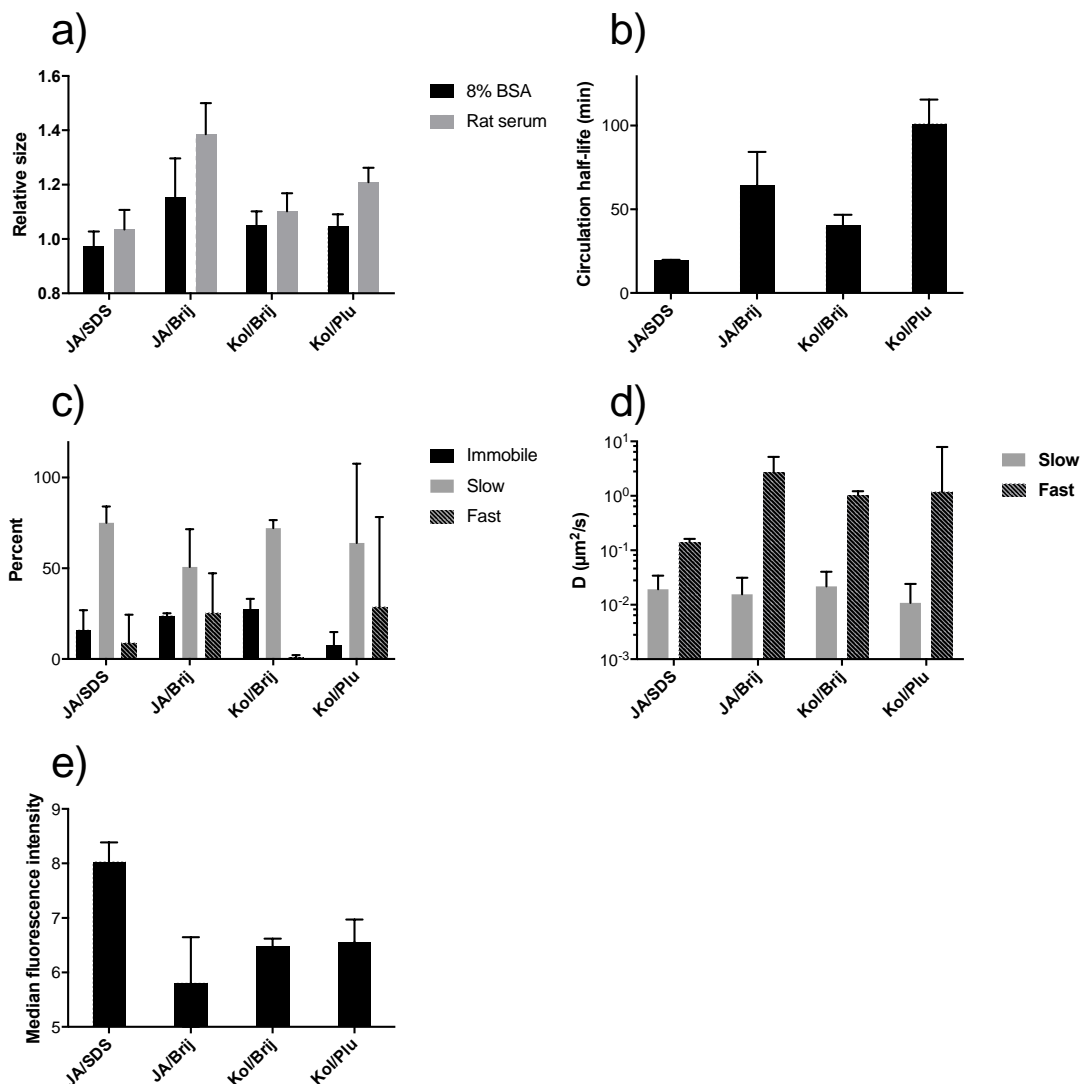 a)
Relative size
1.6
1.4
1.2
1.0
0.8
8% BSA
Rat serum
JA/SDS
JA/Brij
Kol/Brij
Kol/Plu
b)
Circulation half-life (min)
100
50
0
JA/SDS
JA/Brij
Kol/Brij
Kol/Plu
c)
Percent
100
50
0
Immobile
Slow
Fast
JA/SDS
JA/Brij
Kol/Brij
Kol/Plu
d)
D (µm²/s)
10¹
10⁰
10⁻¹
10⁻²
10⁻³
Slow
Fast
JA/SDS
JA/Brij
Kol/Brij
Kol/Plu
e)
Median fluorescence intensity
9
8
7
6
5
JA/SDS
JA/Brij
Kol/Brij
Kol/Plu